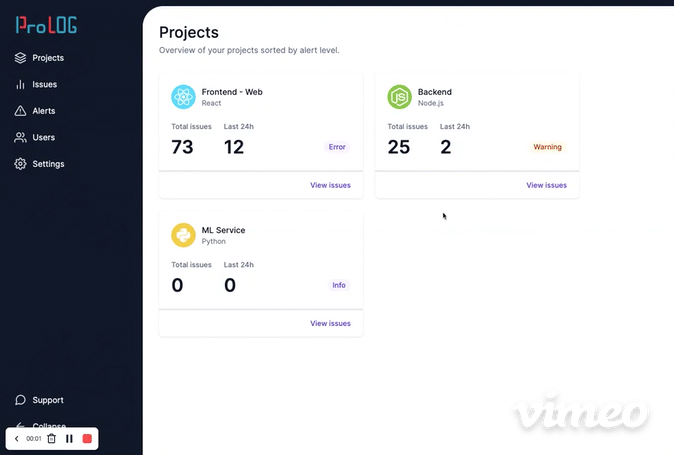 ProLOG
Projects
Issues
Alerts
Users
Settings
Support
Collapse
00:01
Projects
Overview of your projects sorted by alert level.
Frontend - Web
React
Total issues Last 24h
73 12 Error
View issues
Backend
Node.js
Total issues Last 24h
25 2 Warning
View issues
ML Service
Python
Total issues Last 24h
0 0 Info
View issues
vimeo